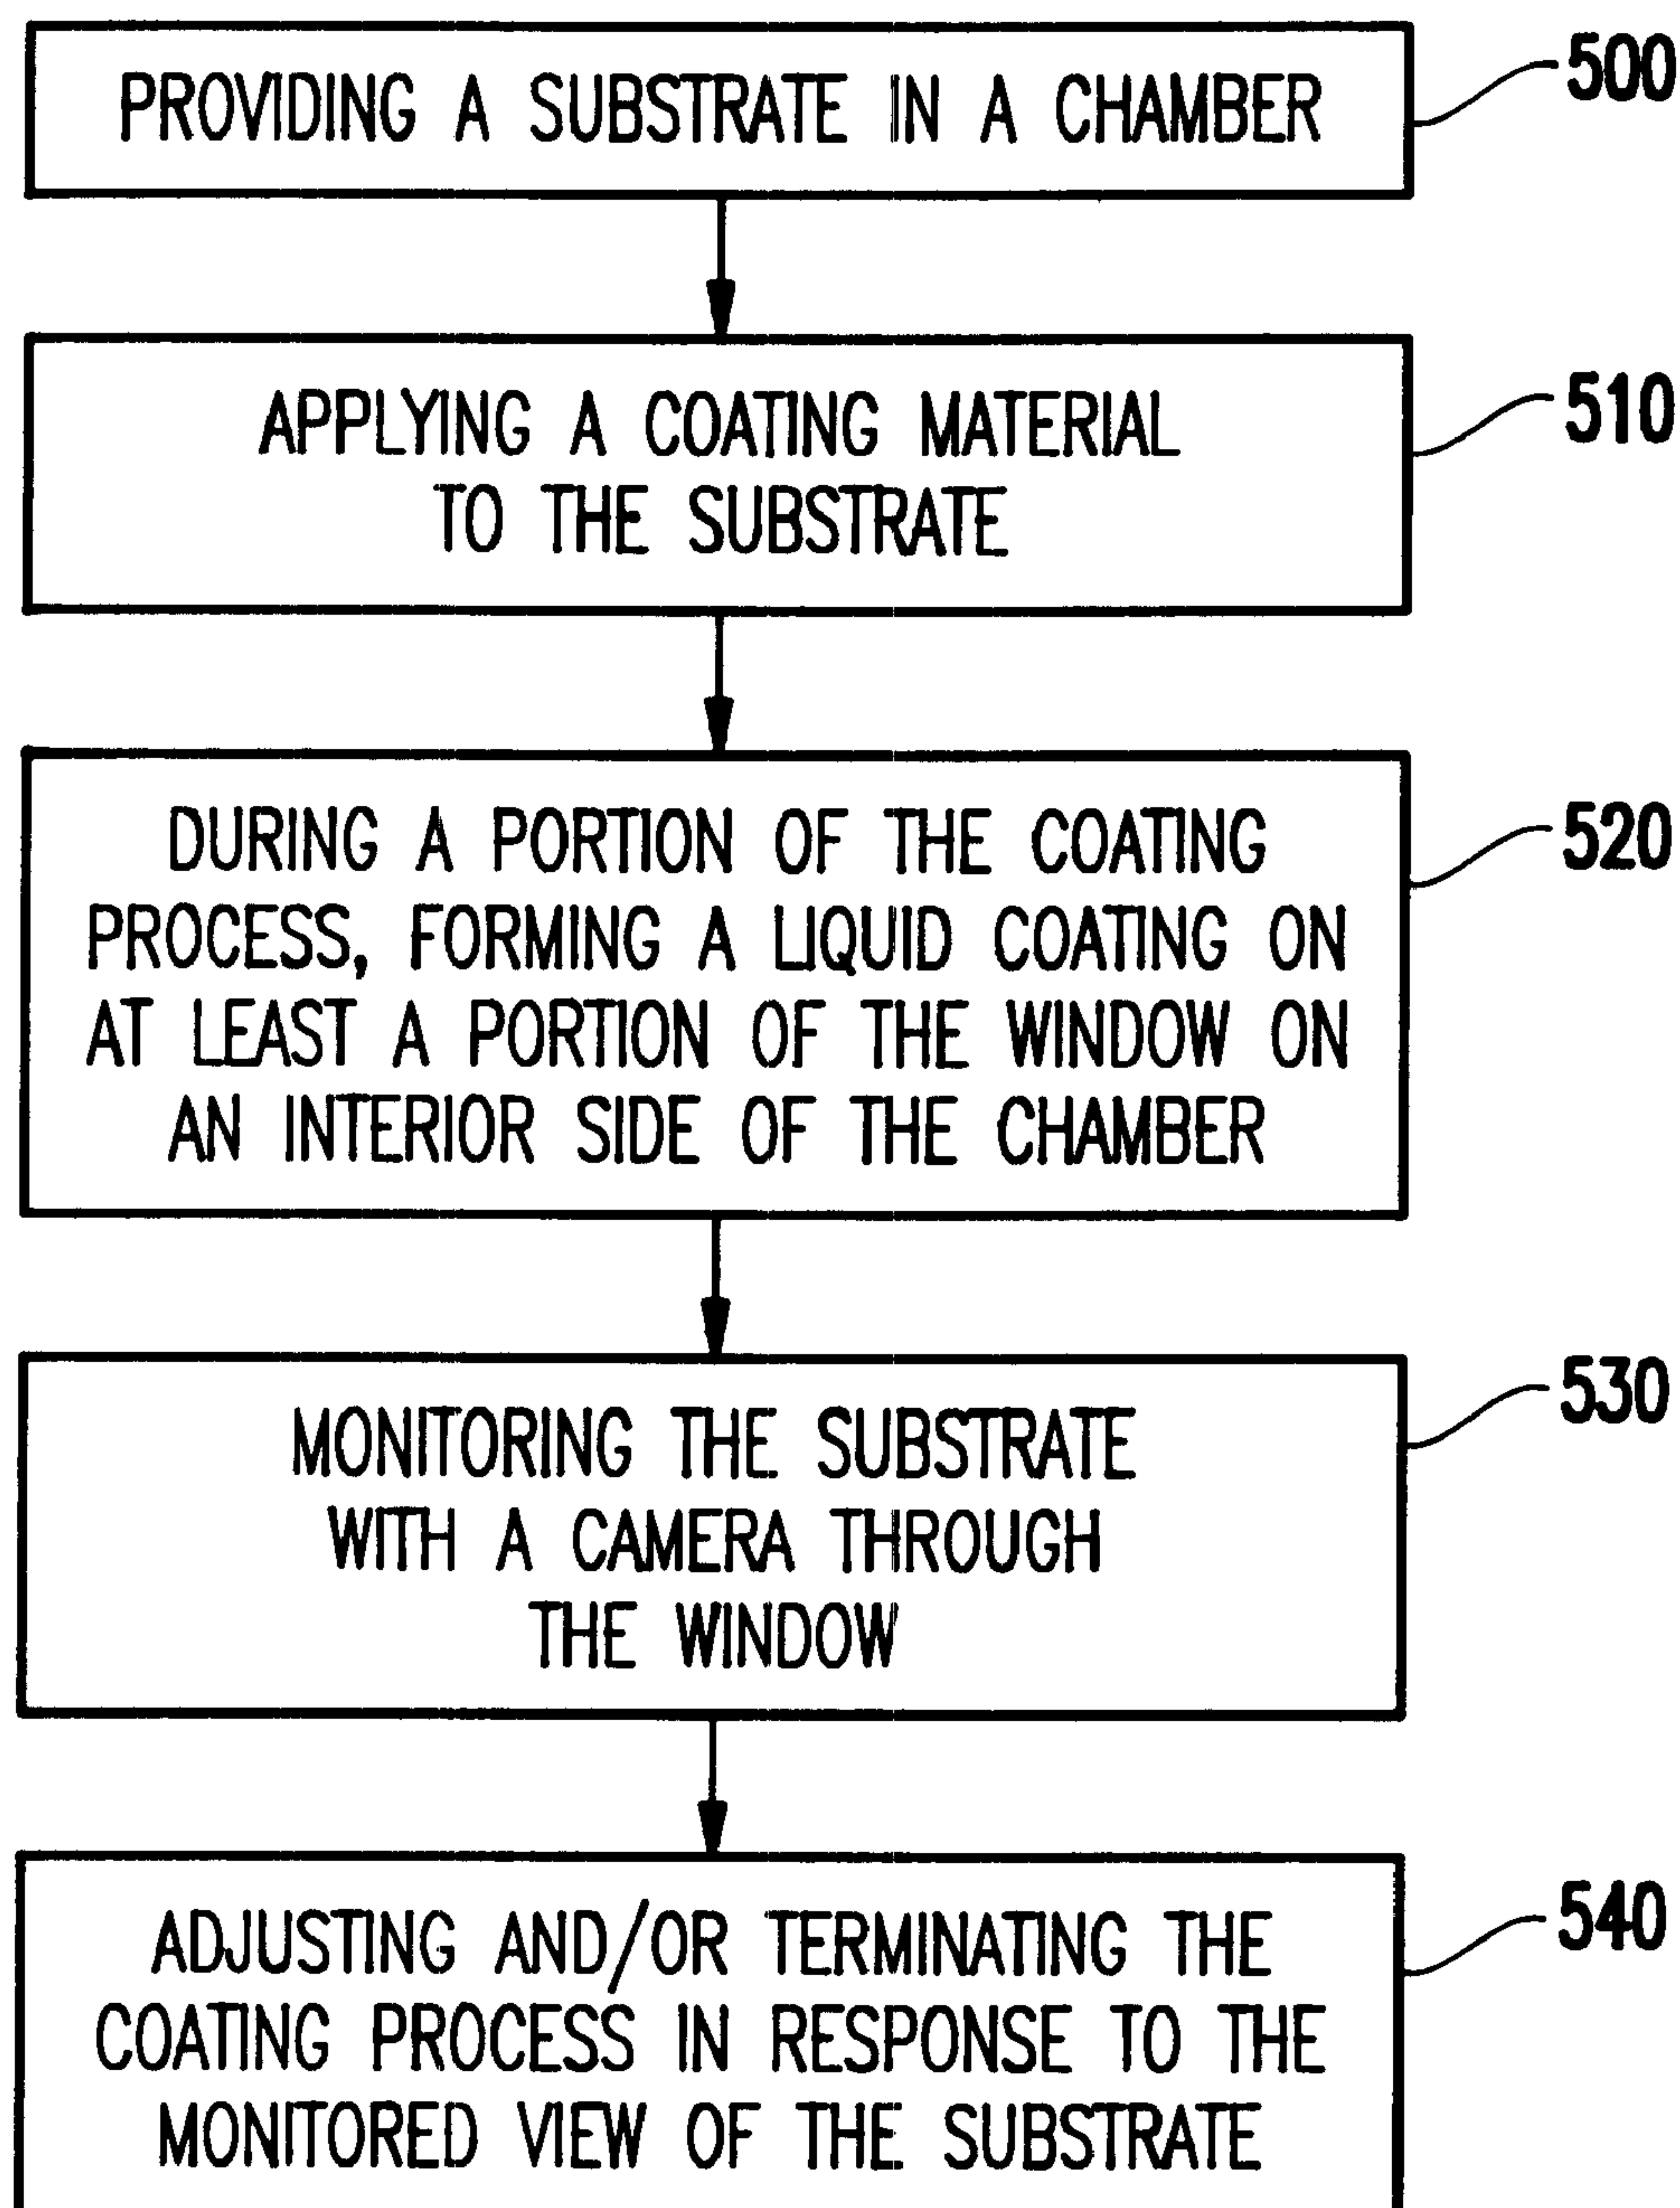 PROVIDING A SUBSTRATE IN A CHAMBER
500
APPLYING A COATING MATERIAL
TO THE SUBSTRATE
510
DURING A PORTION OF THE COATING
PROCESS, FORMING A LIQUID COATING ON
AT LEAST A PORTION OF THE WINDOW ON
AN INTERIOR SIDE OF THE CHAMBER
520
MONITORING THE SUBSTRATE
WITH A CAMERA THROUGH
THE WINDOW
530
ADJUSTING AND/OR TERMINATING THE
COATING PROCESS IN RESPONSE TO THE
MONITORED VIEW OF THE SUBSTRATE
540